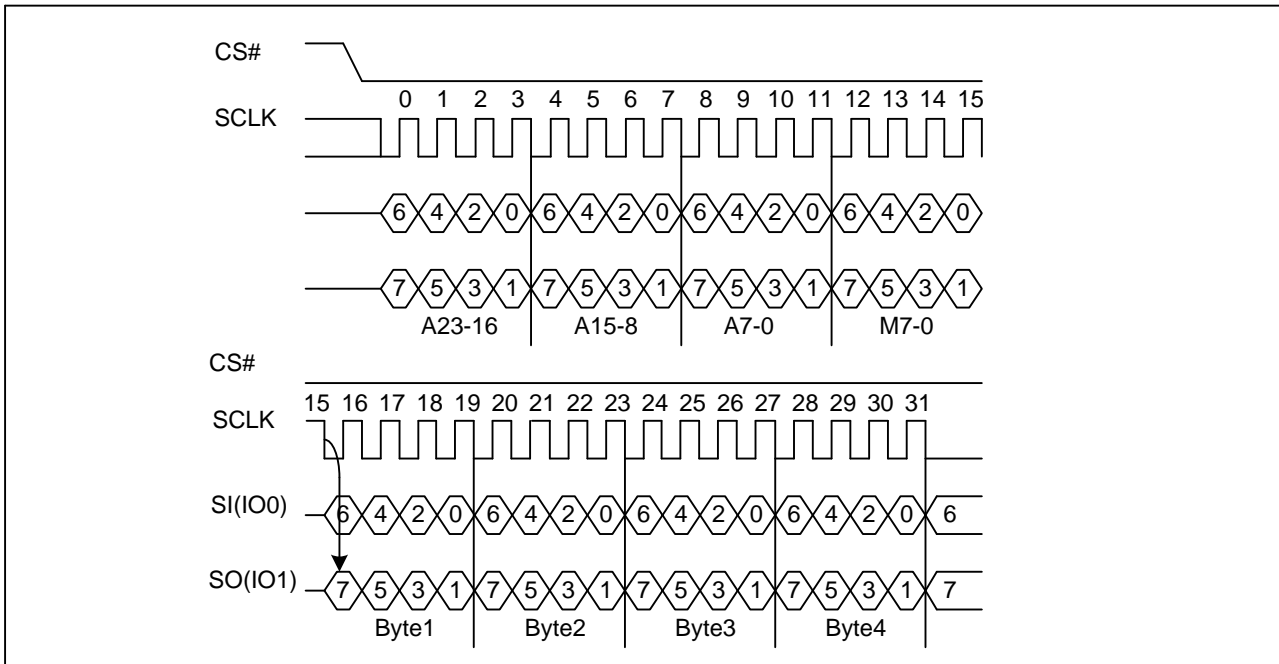 CS#
0 1 2 3 4 5 6 7 8 9 10 11 12 13 14 15
SCLK
6 4 2 0 6 4 2 0 6 4 2 0 6 4 2 0
7 5 3 1 7 5 3 1 7 5 3 1 7 5 3 1
A23-16 A15-8 A7-0 M7-0
CS#
15 16 17 18 19 20 21 22 23 24 25 26 27 28 29 30 31
SCLK
SI(IO0) 6 4 2 0 6 4 2 0 6 4 2 0 6 4 2 0 6
SO(IO1) 7 5 3 1 7 5 3 1 7 5 3 1 7 5 3 1 7
Byte1 Byte2 Byte3 Byte4